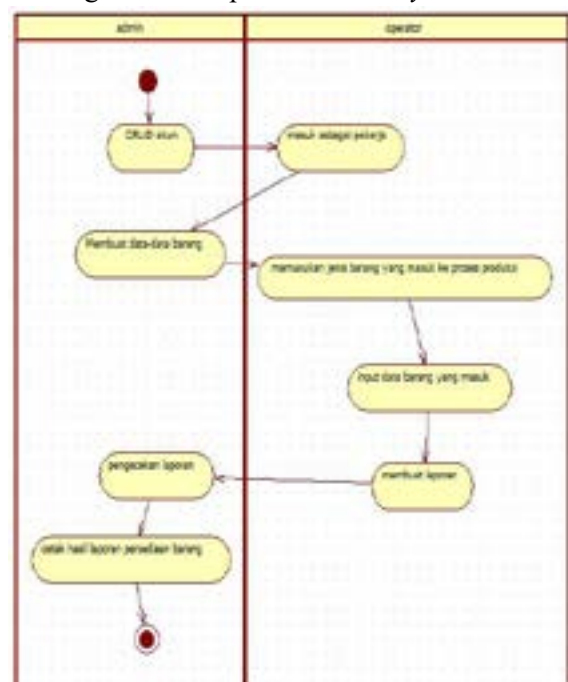 admin
operator
CRUD akun
masuk sebagai pekerja
Membuat data-data barang
memasukan jenis barang yang masuk ke proses produksi
input data barang yang masuk
membuat laporan
pengecekan laporan
cetak hasil laporan persediaan barang